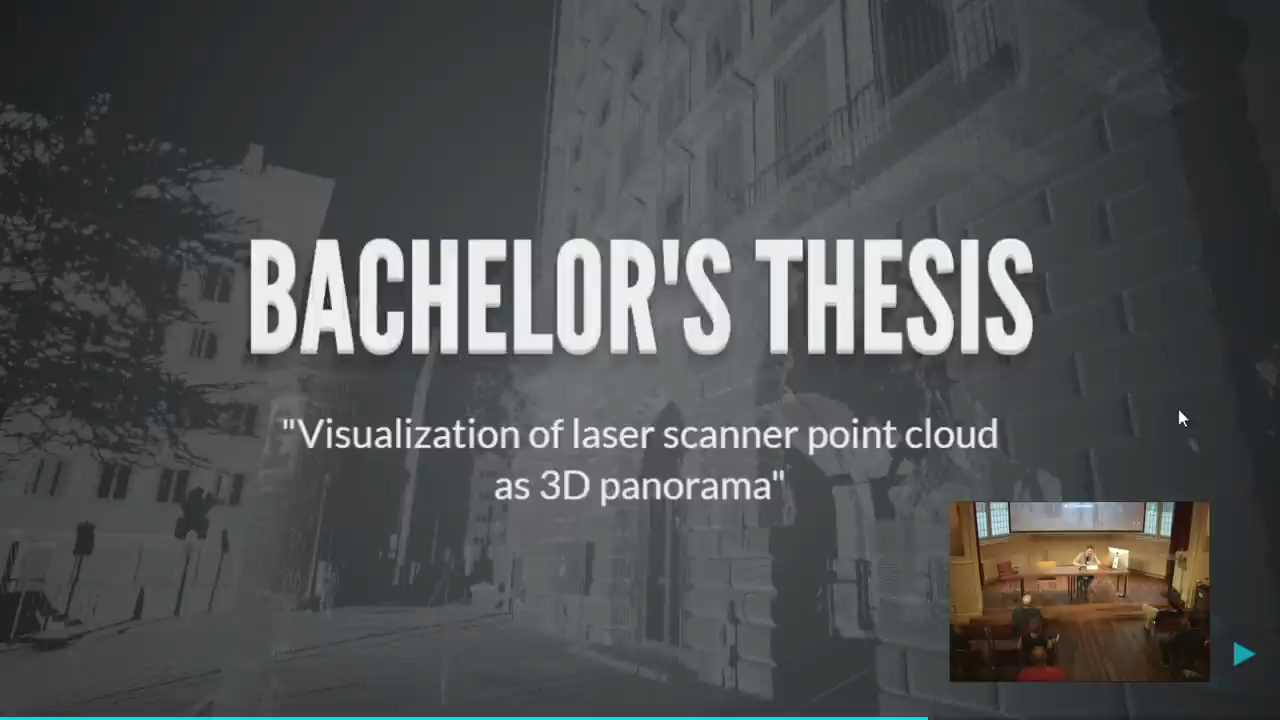 BACHELOR'S THESIS
"Visualization of laser scanner point cloud
as 3D panorama"